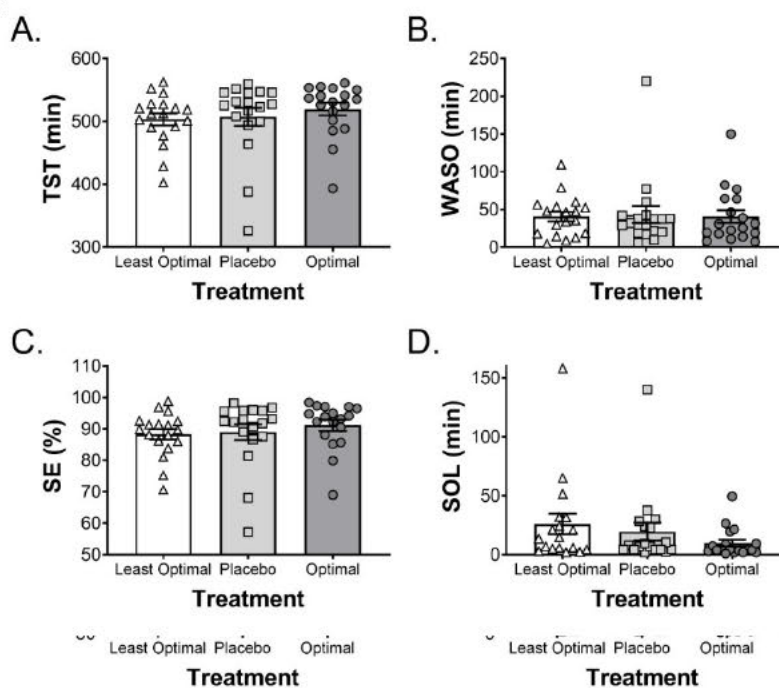 A.
TST (min)
600
500
400
300
Least Optimal Placebo Optimal
Treatment
B.
WASO (min)
250
200
150
100
50
0
Least Optimal Placebo Optimal
Treatment
C.
SE (%)
110
100
90
80
70
60
50
Least Optimal Placebo Optimal
Treatment
D.
SOL (min)
150
100
50
0
Least Optimal Placebo Optimal
Treatment
Least Optimal Placebo Optimal
Treatment
Least Optimal Placebo Optimal
Treatment